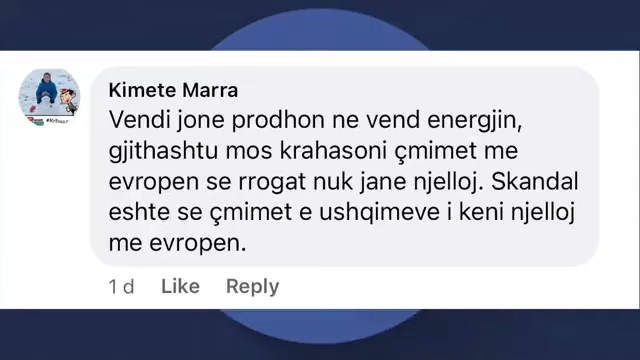 Kimete Marra
Vendi jone prodhon ne vend energjin,
gjithashtu mos krahasoni çmimet me
evropen se rrogat nuk jane njelloj. Skandal
eshte se çmimet e ushqimeve i keni njelloj
me evropen.
1 d Like Reply